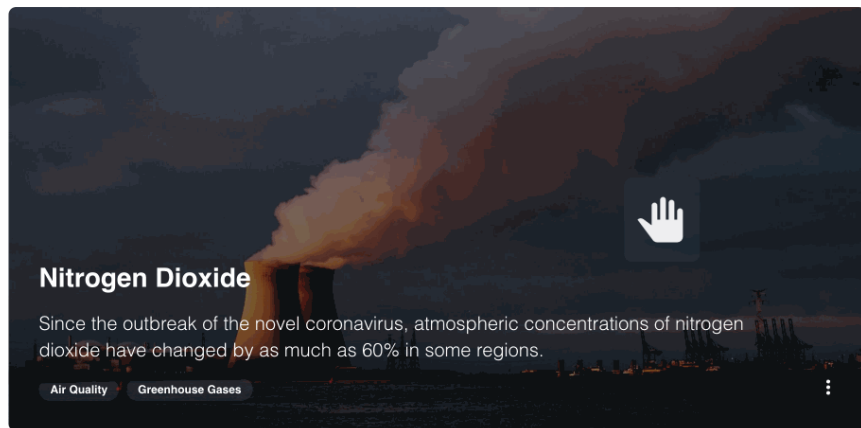 Nitrogen Dioxide
Since the outbreak of the novel coronavirus, atmospheric concentrations of nitrogen
dioxide have changed by as much as 60% in some regions.
Air Quality Greenhouse Gases